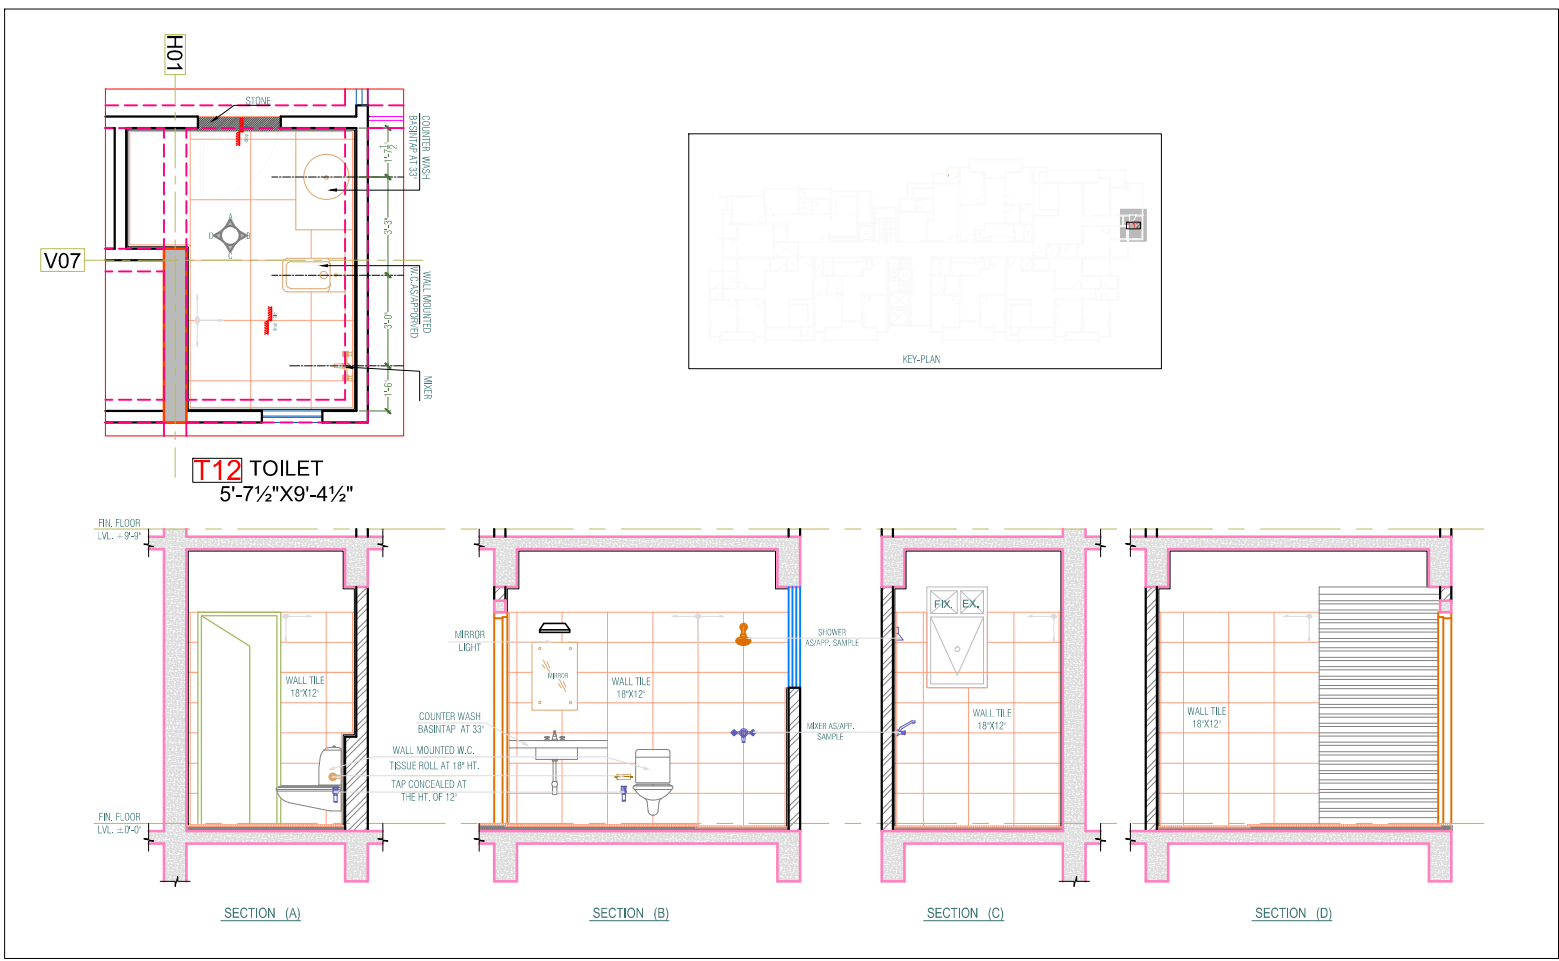 H01
STONE
COUNTER WASH
BASINTAP AT 33"
1'-7½"
3'-3"
A
D
B
C
V07
WALL MOUNTED
W.C.AS/APPORVED
3'-0"
MIXER
1'-6"
T12 TOILET
5'-7½"X9'-4½"
KEY-PLAN
FIN. FLOOR
LVL. +9'-9"
MIRROR
LIGHT
MIRROR
WALL TILE
18"X12"
WALL TILE
18"X12"
SHOWER
AS/APP. SAMPLE
FIX.
EX.
WALL TILE
18"X12"
WALL TILE
18"X12"
COUNTER WASH
BASINTAP AT 33"
MIXER AS/APP.
SAMPLE
WALL MOUNTED W.C.
TISSUE ROLL AT 18" HT.
TAP CONCEALED AT
THE HT. OF 12"
FIN. FLOOR
LVL. ±0'-0"
SECTION (A)
SECTION (B)
SECTION (C)
SECTION (D)